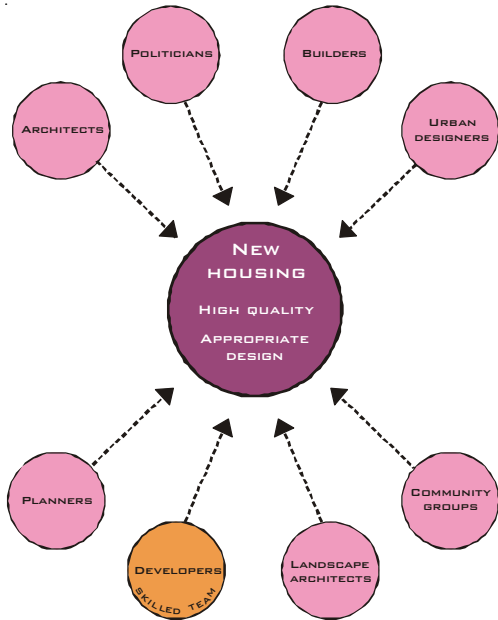 POLITICIANS
BUILDERS
ARCHITECTS
URBAN
DESIGNERS
NEW
HOUSING
HIGH QUALITY
APPROPRIATE
DESIGN
PLANNERS
COMMUNITY
GROUPS
DEVELOPERS
SKILLED TEAM
LANDSCAPE
ARCHITECTS